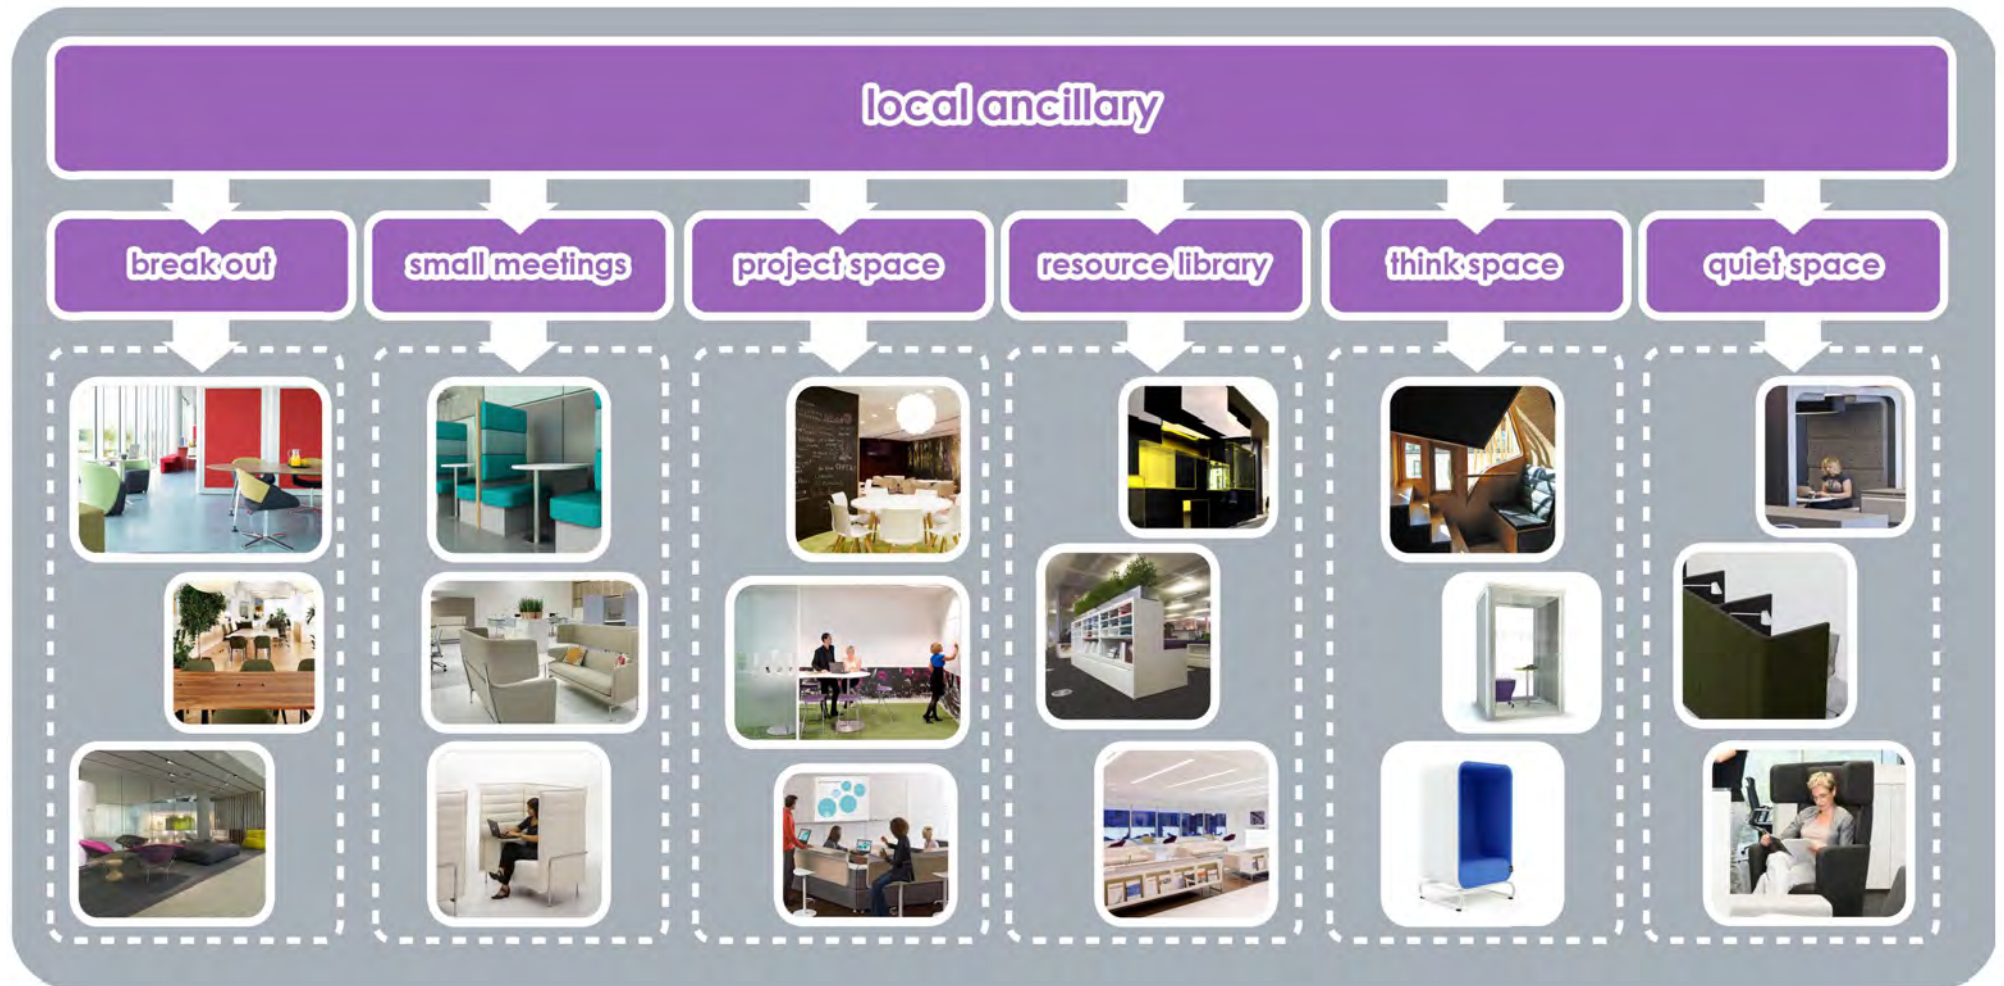 local ancillary
break out
small meetings
project space
resource library
think space
quiet space